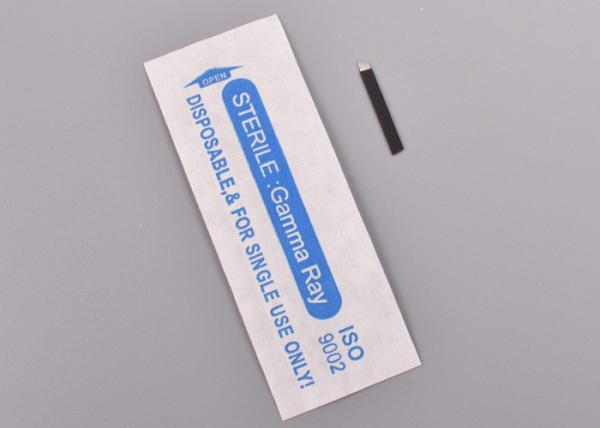 OPEN
STERILE :Gamma Ray
DISPOSABLE,& FOR SINGLE USE ONLY!
ISO
9002